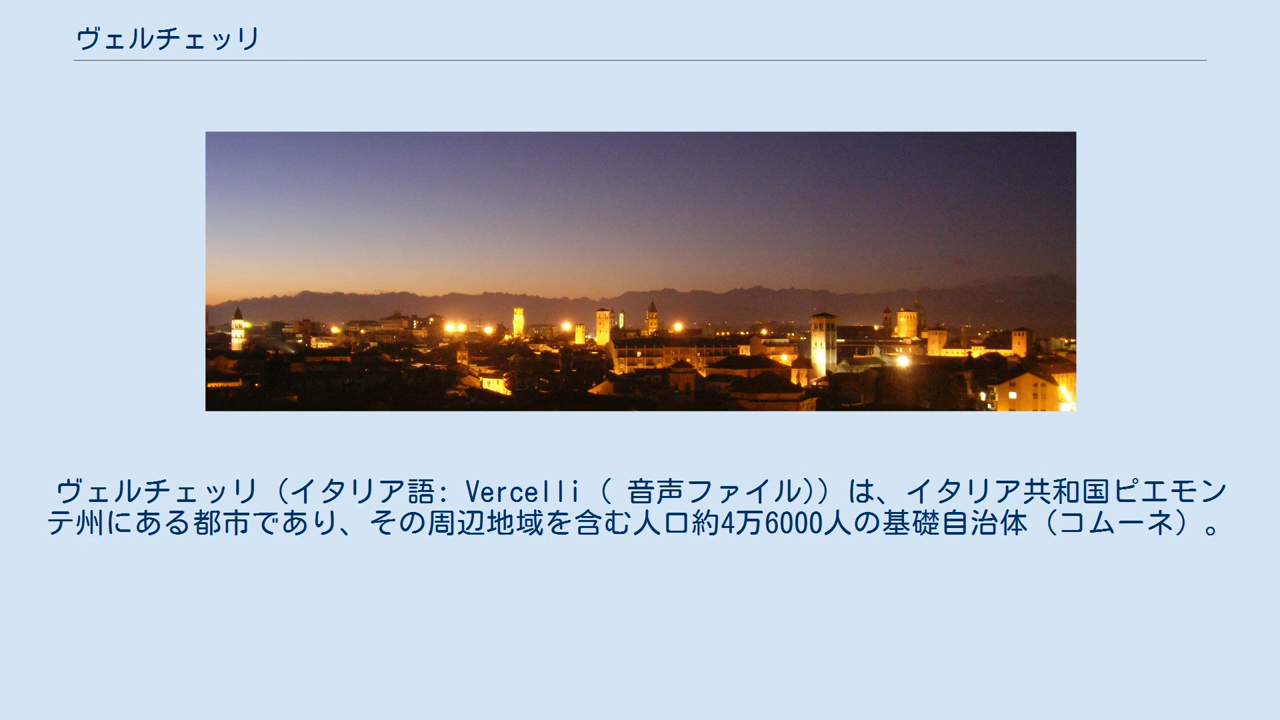 ヴェルチェッリ
ヴェルチェッリ（イタリア語: Vercelli ( 音声ファイル)）は、イタリア共和国ピエモン
テ州にある都市であり、その周辺地域を含む人口約4万6000人の基礎自治体（コムーネ）。